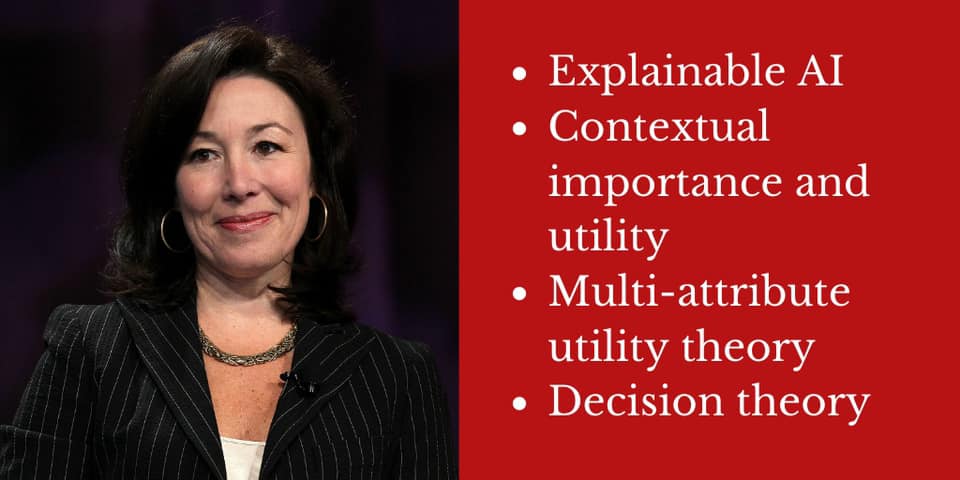 • Explainable AI
• Contextual
importance and
utility
• Multi-attribute
utility theory
• Decision theory